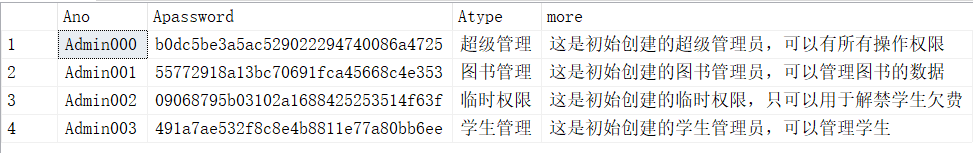 Ano Apassword Atype more
1 Admin000 b0dc5be3a5ac529022294740086a4725 超级管理 这是初始创建的超级管理员，可以有所有操作权限
2 Admin001 55772918a13bc70691fca45668c4e353 图书管理 这是初始创建的图书管理员，可以管理图书的数据
3 Admin002 09068795b03102a1688425253514f63f 临时权限 这是初始创建的临时权限，只可以用于解禁学生欠费
4 Admin003 491a7ae532f8c8e4b8811e77a80bb6ee 学生管理 这是初始创建的学生管理员，可以管理学生